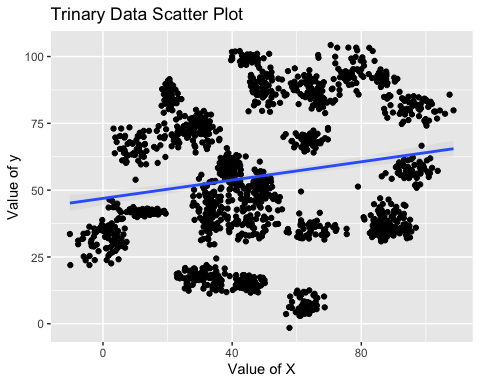 Trinary Data Scatter Plot
100
75
50
25
0
Value of y
0 40 80
Value of X